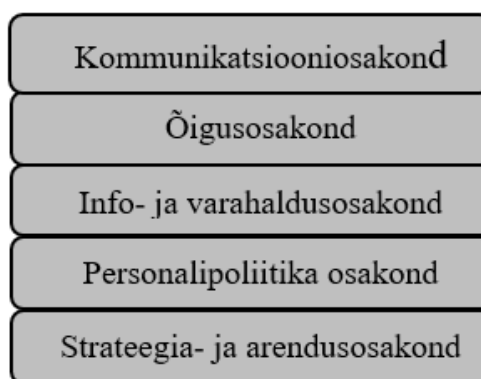 Kommunikatsiooniosakond
Õigusosakond
Info- ja varahaldusosakond
Personalipoliitika osakond
Strateegia- ja arendusosakond